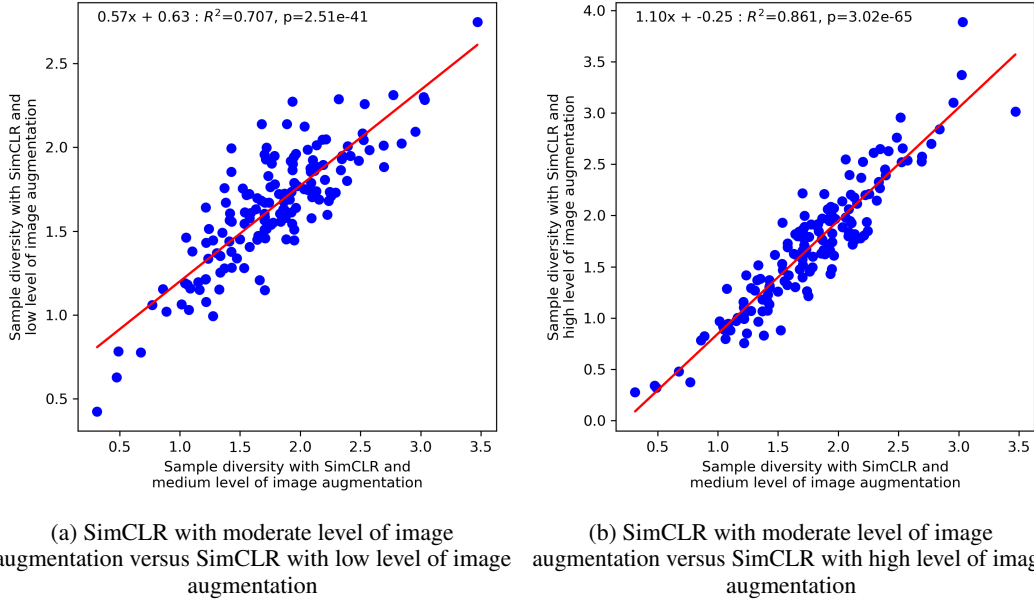 0.57x + 0.63 : R²=0.707, p=2.51e-41
2.5
2.0
1.5
1.0
0.5
Sample diversity with SimCLR and
low level of image augmentation
0.5 1.0 1.5 2.0 2.5 3.0 3.5
Sample diversity with SimCLR and
medium level of image augmentation
(a) SimCLR with moderate level of image
augmentation versus SimCLR with low level of image
augmentation
1.10x + -0.25 : R²=0.861, p=3.02e-65
4.0
3.5
3.0
2.5
2.0
1.5
1.0
0.5
0.0
Sample diversity with SimCLR and
high level of image augmentation
0.5 1.0 1.5 2.0 2.5 3.0 3.5
Sample diversity with SimCLR and
medium level of image augmentation
(b) SimCLR with moderate level of image
augmentation versus SimCLR with high level of image
augmentation